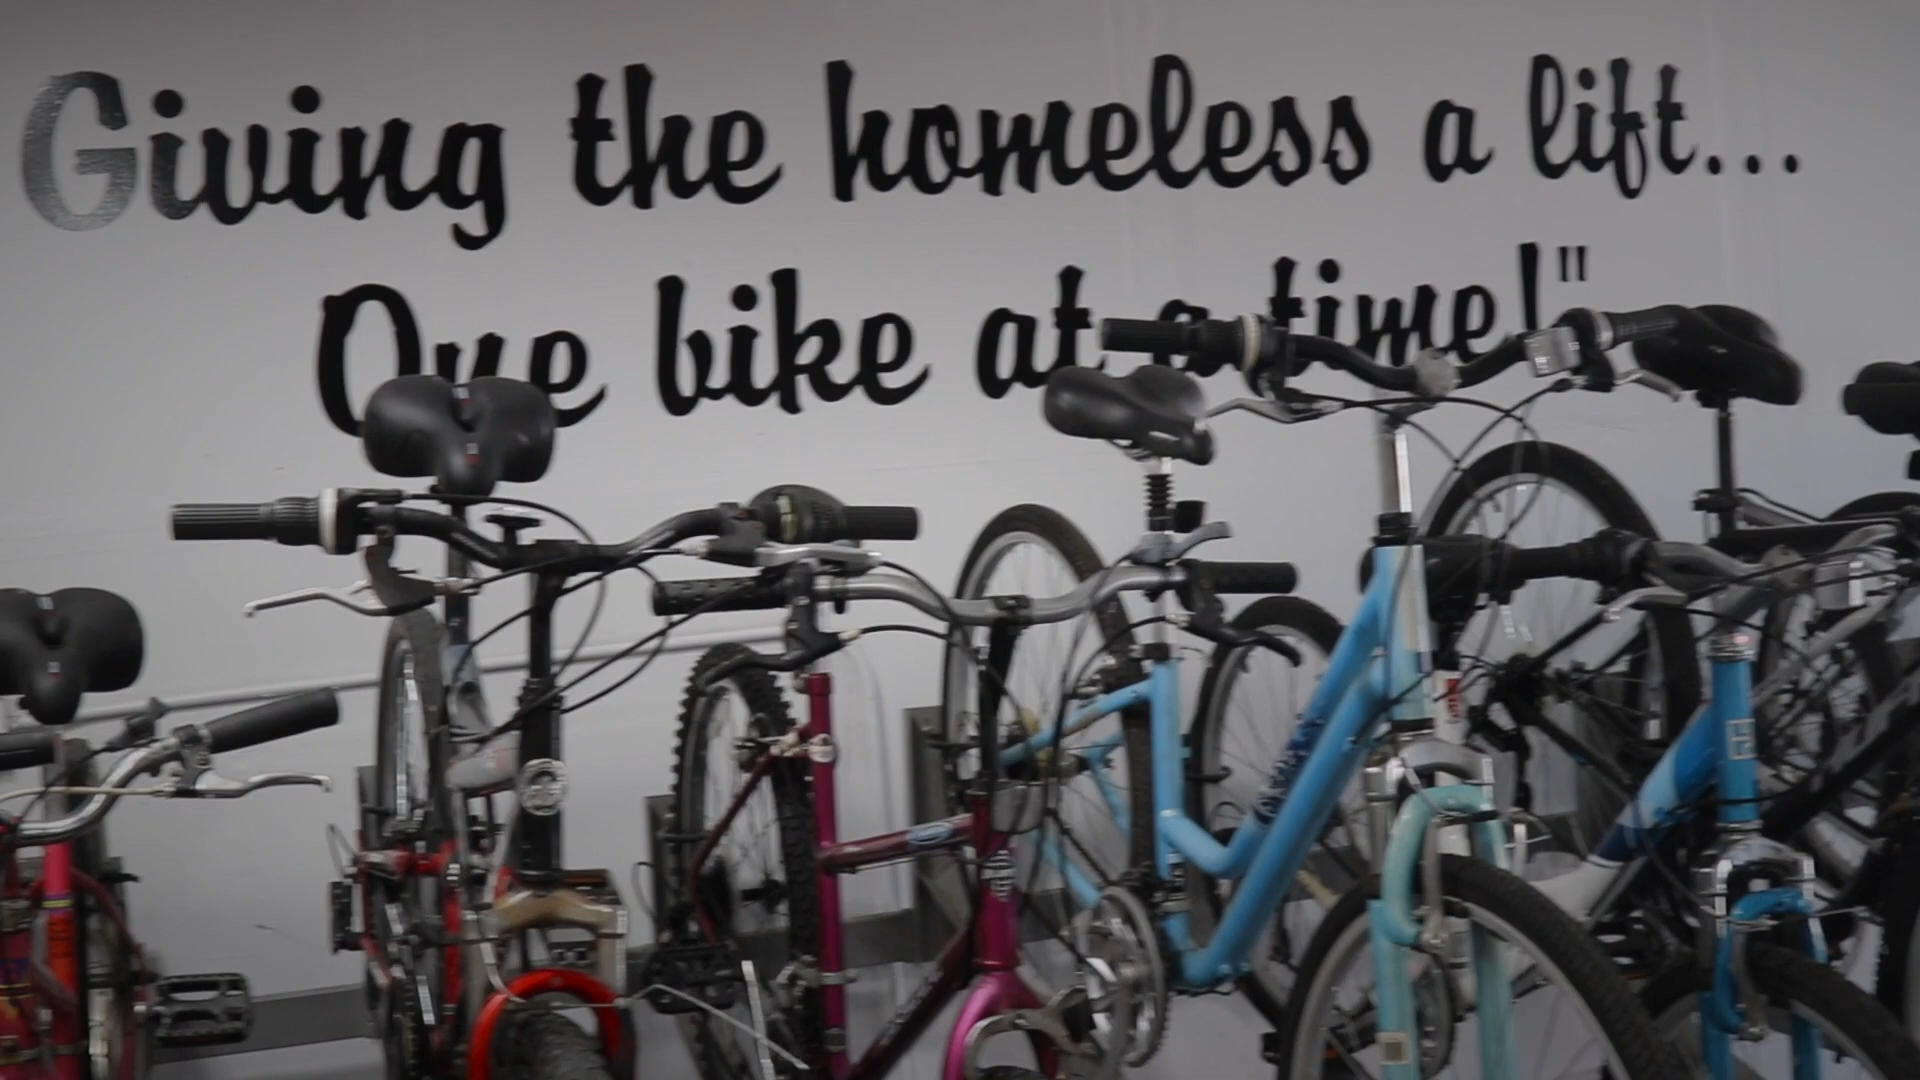 Giving the homeless a lift...
One bike at a time!"